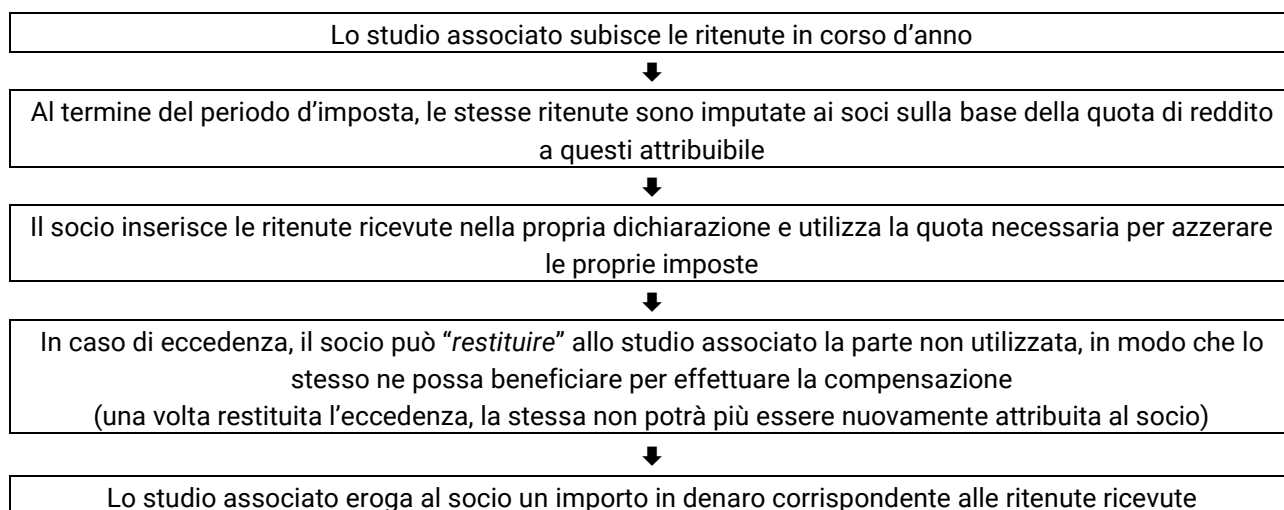 Lo studio associato subisce le ritenute in corso d’anno
Al termine del periodo d’imposta, le stesse ritenute sono imputate ai soci sulla base della quota di reddito
a questi attribuibile
Il socio inserisce le ritenute ricevute nella propria dichiarazione e utilizza la quota necessaria per azzerare
le proprie imposte
In caso di eccedenza, il socio può “restituire” allo studio associato la parte non utilizzata, in modo che lo
stesso ne possa beneficiare per effettuare la compensazione
(una volta restituita l’eccedenza, la stessa non potrà più essere nuovamente attribuita al socio)
Lo studio associato eroga al socio un importo in denaro corrispondente alle ritenute ricevute